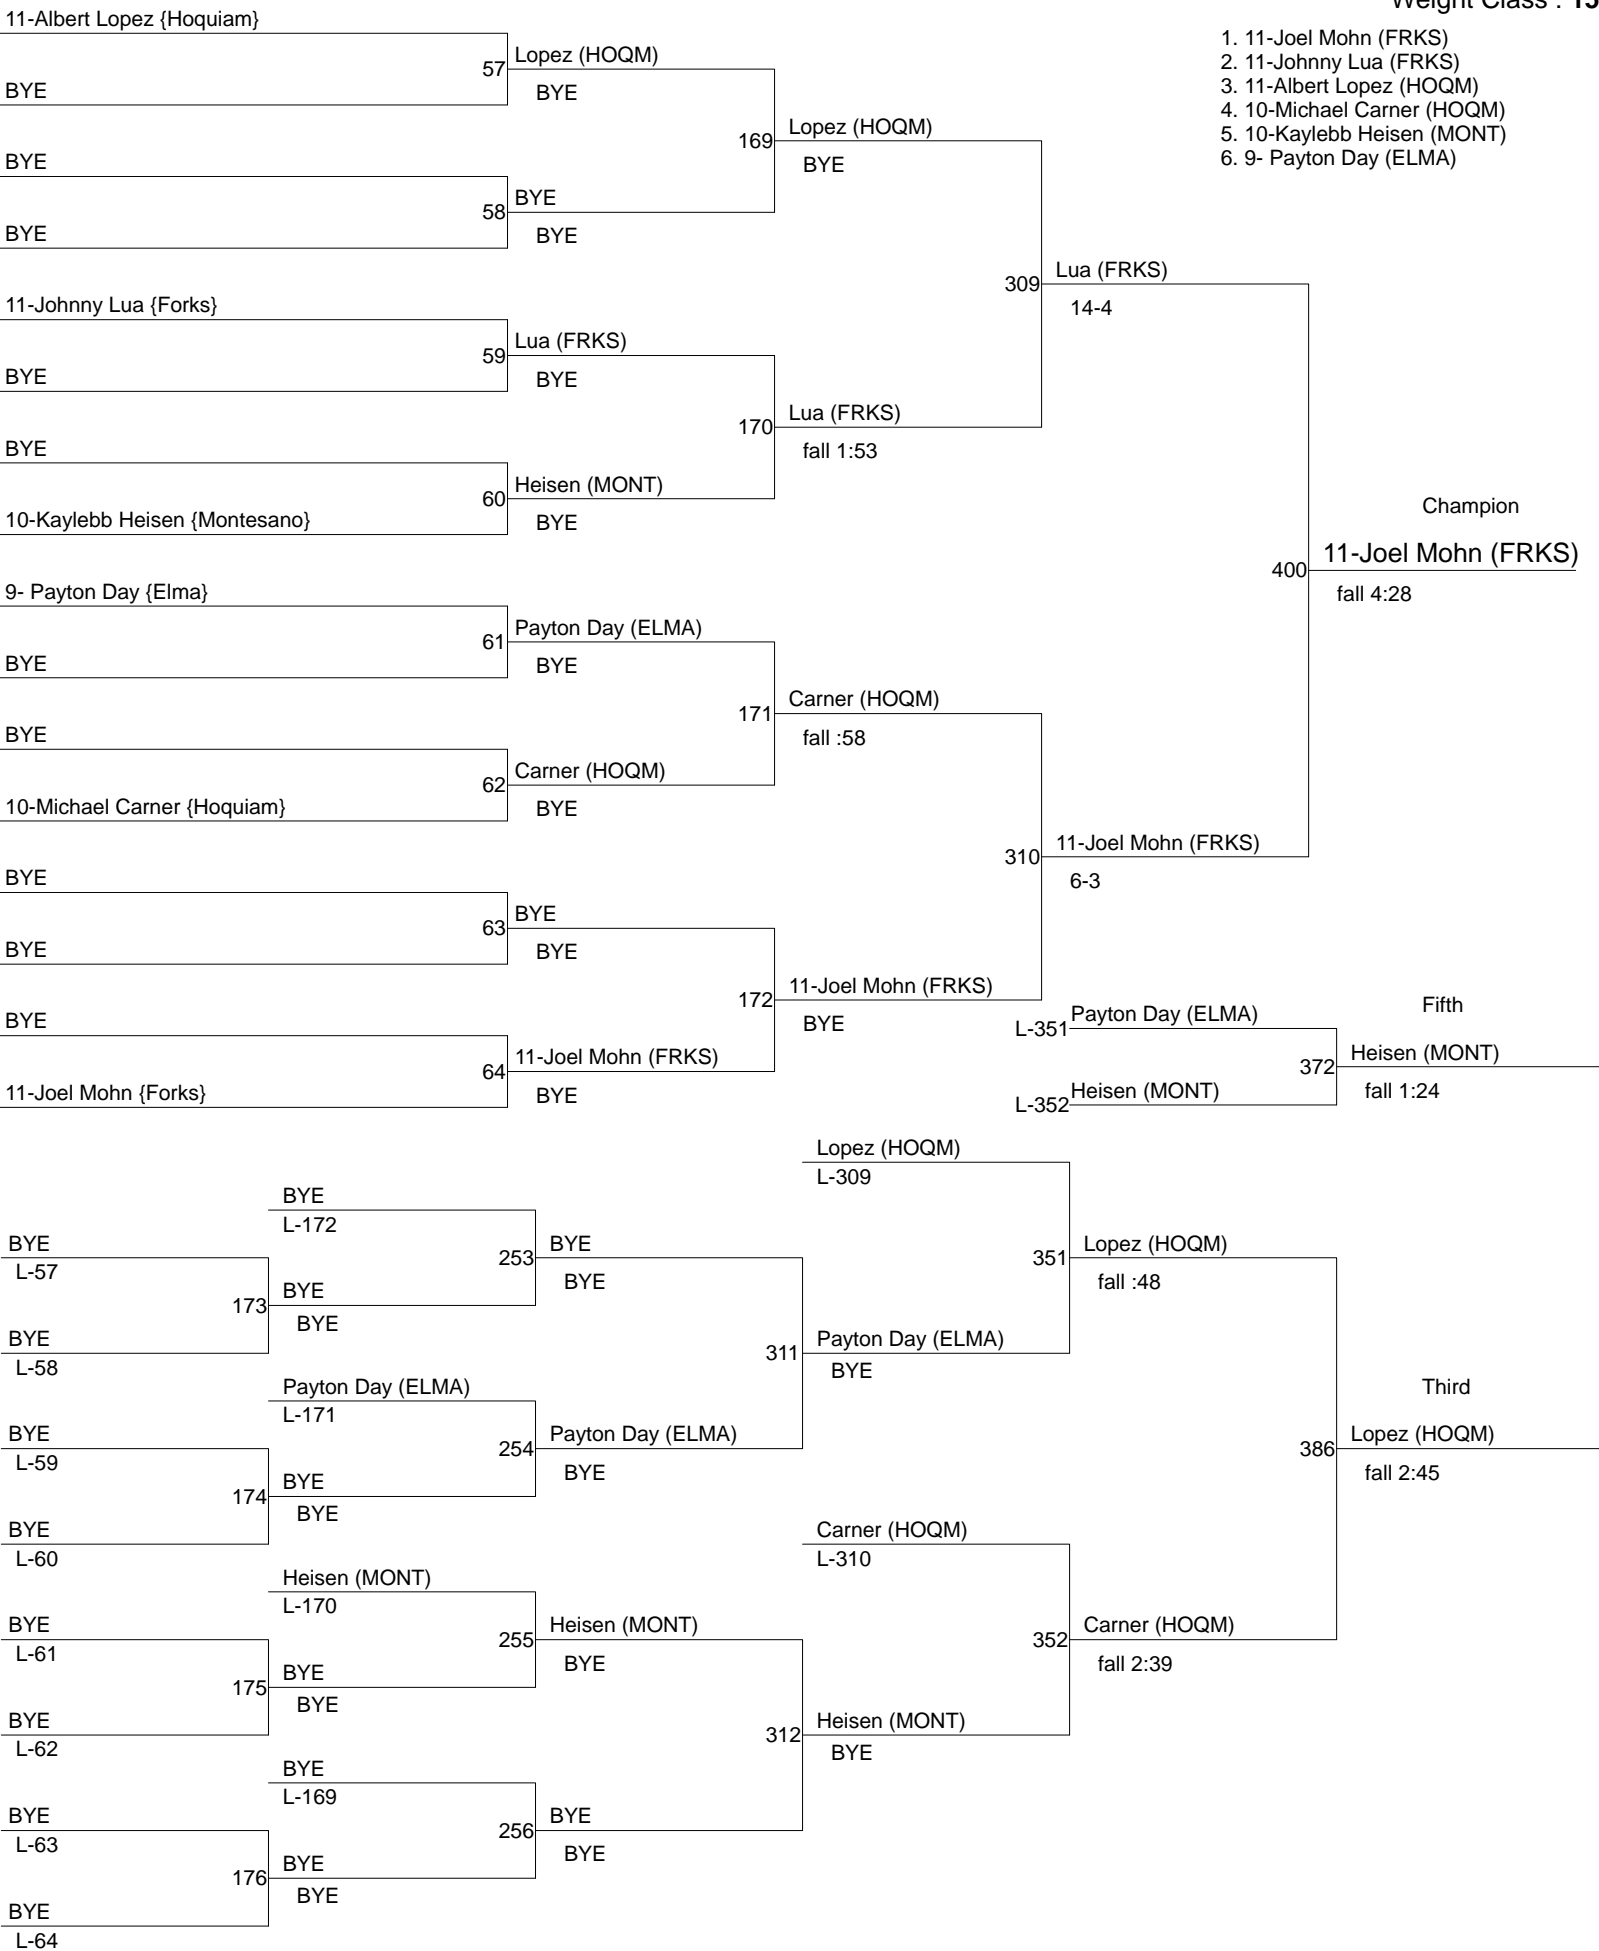 Weight Class : 15
1. 11-Joel Mohn (FRKS)
2. 11-Johnny Lua (FRKS)
3. 11-Albert Lopez (HOQM)
4. 10-Michael Carner (HOQM)
5. 10-Kaylebb Heisen (MONT)
6. 9- Payton Day (ELMA)
11-Albert Lopez {Hoquiam}
BYE
BYE
BYE
11-Johnny Lua {Forks}
BYE
BYE
10-Kaylebb Heisen {Montesano}
9- Payton Day {Elma}
BYE
BYE
10-Michael Carner {Hoquiam}
BYE
BYE
BYE
11-Joel Mohn {Forks}
57
Lopez (HOQM)
BYE
58
BYE
BYE
59
Lua (FRKS)
BYE
60
Heisen (MONT)
BYE
61
Payton Day (ELMA)
BYE
62
Carner (HOQM)
BYE
63
BYE
BYE
64
11-Joel Mohn (FRKS)
BYE
169
Lopez (HOQM)
BYE
170
Lua (FRKS)
fall 1:53
171
Carner (HOQM)
fall :58
172
11-Joel Mohn (FRKS)
BYE
309
Lua (FRKS)
14-4
310
11-Joel Mohn (FRKS)
6-3
Champion
400
11-Joel Mohn (FRKS)
fall 4:28
Fifth
L-351
Payton Day (ELMA)
L-352
Heisen (MONT)
372
Heisen (MONT)
fall 1:24
BYE
L-57
BYE
L-58
BYE
L-59
BYE
L-60
BYE
L-61
BYE
L-62
BYE
L-63
BYE
L-64
BYE
L-172
173
BYE
BYE
Payton Day (ELMA)
L-171
174
BYE
BYE
Heisen (MONT)
L-170
175
BYE
BYE
BYE
L-169
176
BYE
BYE
253
BYE
BYE
254
Payton Day (ELMA)
BYE
255
Heisen (MONT)
BYE
256
BYE
BYE
Lopez (HOQM)
L-309
311
Payton Day (ELMA)
BYE
Carner (HOQM)
L-310
312
Heisen (MONT)
BYE
351
Lopez (HOQM)
fall :48
352
Carner (HOQM)
fall 2:39
Third
386
Lopez (HOQM)
fall 2:45